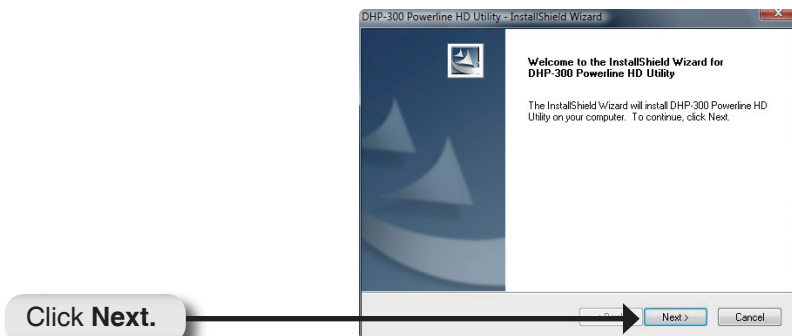 DHP-300 Powerline HD Utility - InstallShield Wizard
Welcome to the InstallShield Wizard for
DHP-300 Powerline HD Utility
The InstallShield Wizard will install DHP-300 Powerline HD
Utility on your computer. To continue, click Next.
Click Next.
Next >
Cancel